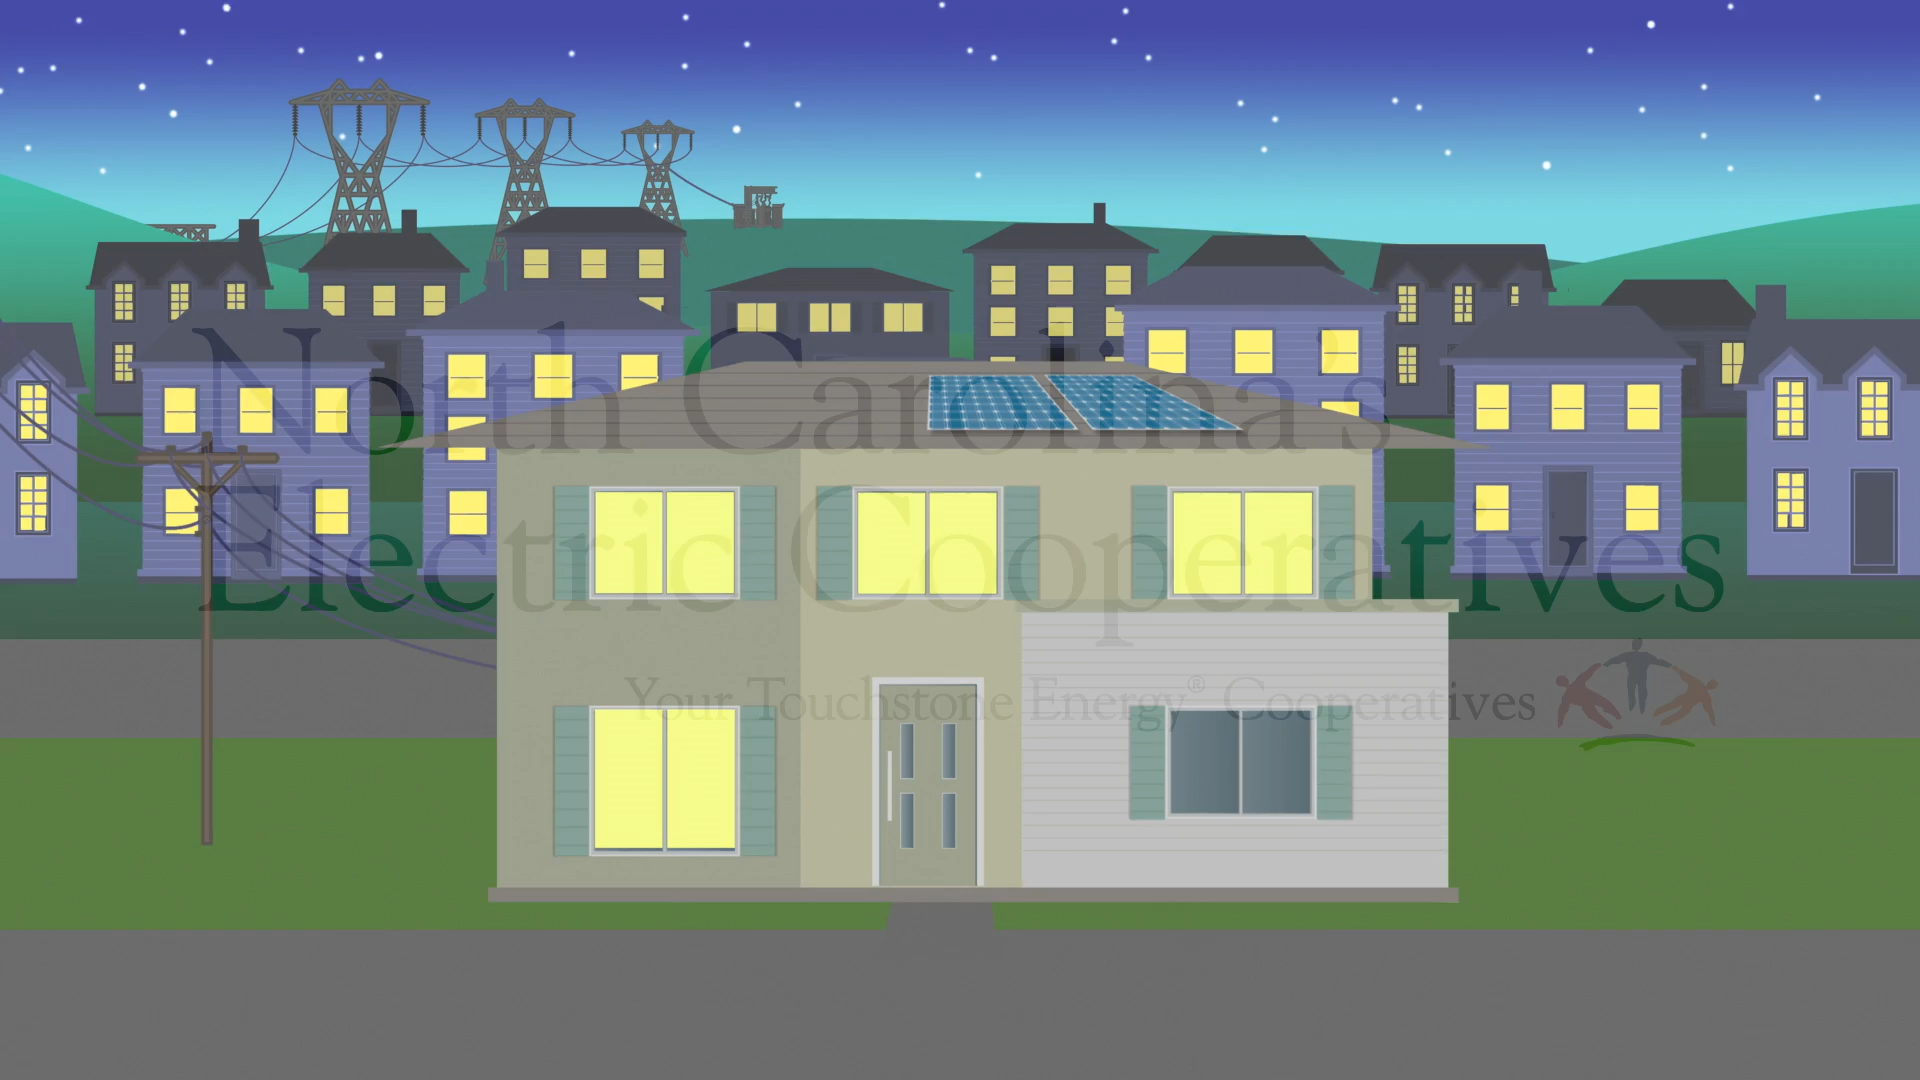 North Carolina's
Electric Cooperatives
Your Touchstone Energy® Cooperatives